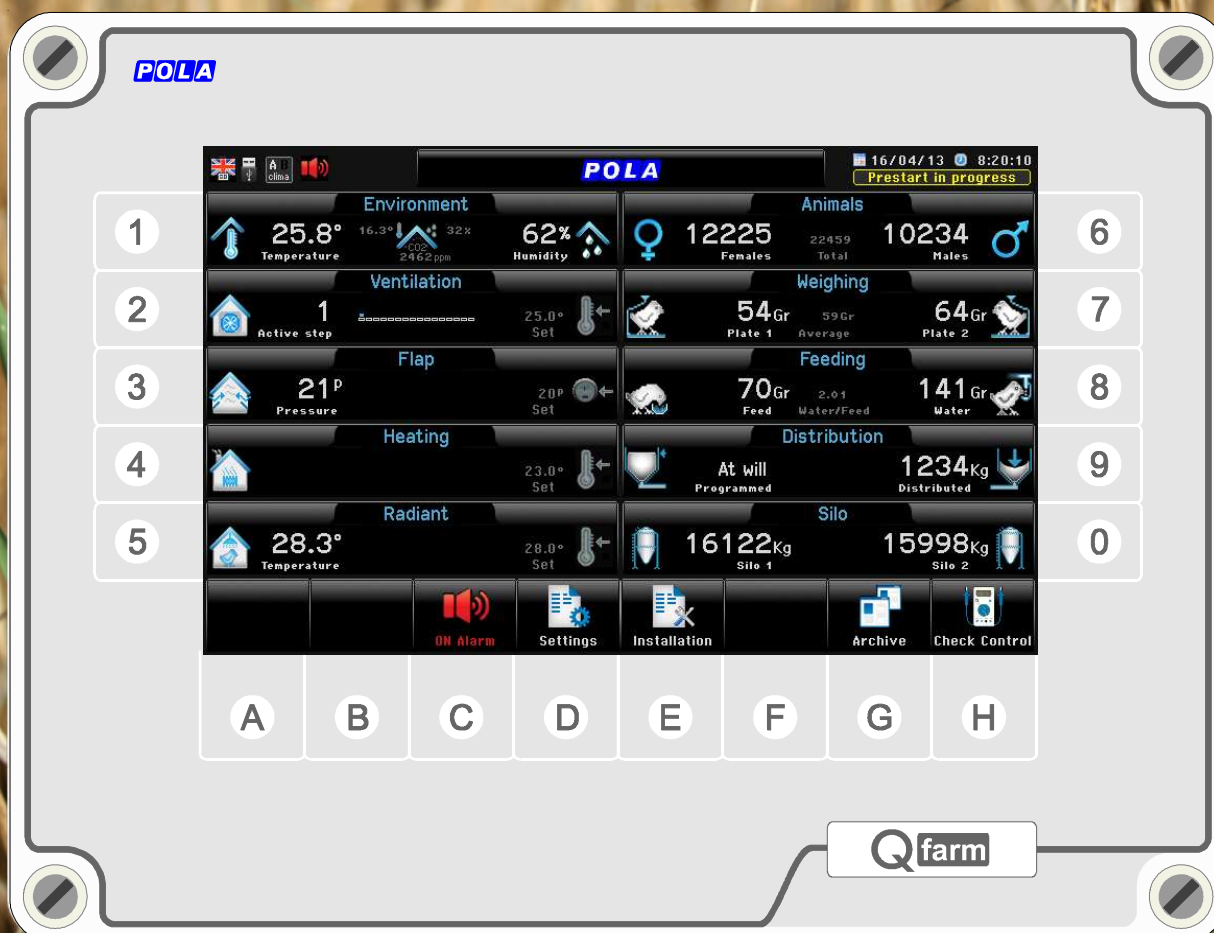 POLA
A B
clima
POLA
16/04/13 8:20:10
Prestart in progress
1
Environment
25.8°
Temperature
16.3°
32%
CO2
2462 ppm
62%
Humidity
Animals
12225
Females
22459
Total
10234
Males
6
2
Ventilation
1
Active step
25.0°
Set
Weighing
54Gr
Plate 1
59Gr
Average
64Gr
Plate 2
7
3
Flap
21P
Pressure
20P
Set
Feeding
70Gr
Feed
2.01
Water/Feed
141 Gr
Water
8
4
Heating
23.0°
Set
Distribution
At will
Programmed
1234Kg
Distributed
9
5
Radiant
28.3°
Temperature
28.0°
Set
Silo
16122Kg
Silo 1
15998Kg
Silo 2
0
ON Alarm
Settings
Installation
Archive
Check Control
A B C D E F G H
Q farm